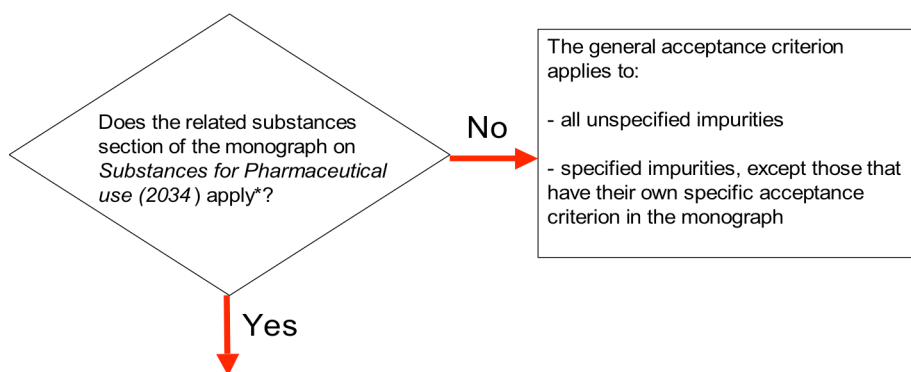 Does the related substances
section of the monograph on
Substances for Pharmaceutical
use (2034 ) apply*?
No
The general acceptance criterion
applies to:
- all unspecified impurities
- specified impurities, except those that
have their own specific acceptance
criterion in the monograph
Yes